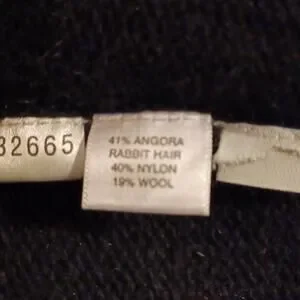 32665
41% ANGORA
RABBIT HAIR
40% NYLON
19% WOOL